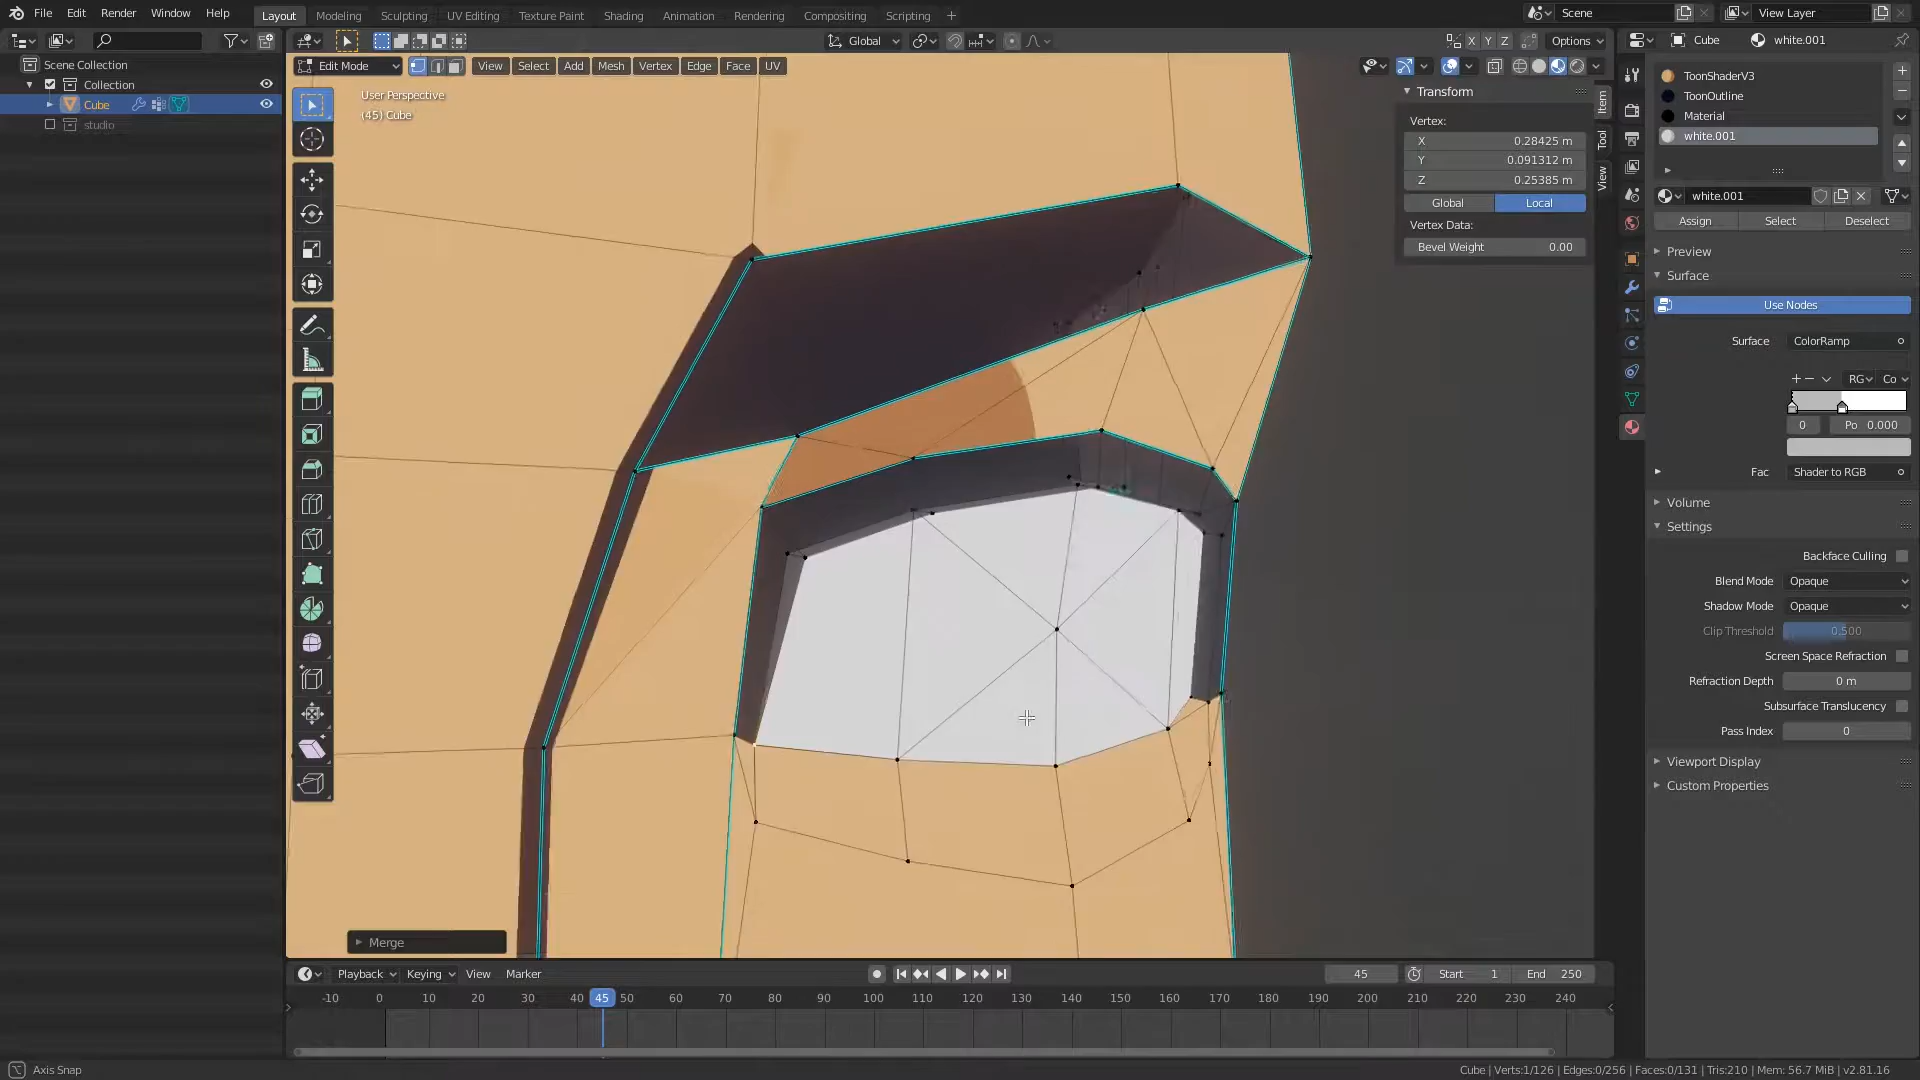 File Edit Render Window Help Layout Modeling Sculpting UV Editing Texture Paint Shading Animation Rendering Compositing Scripting + Scene View Layer
Global X Y Z Options Cube white.001
Scene Collection
Collection
Cube
studio
Edit Mode View Select Add Mesh Vertex Edge Face UV
User Perspective
(45) Cube
Transform
Vertex:
X 0.28425 m
Y 0.091312 m
Z 0.25385 m
Global Local
Vertex Data:
Bevel Weight 0.00
Item
Tool
View
ToonShaderV3
ToonOutline
Material
white.001
white.001
Assign Select Deselect
Preview
Surface
Use Nodes
Surface ColorRamp
RG Co
0 Po 0.000
Fac Shader to RGB
Volume
Settings
Backface Culling
Blend Mode Opaque
Shadow Mode Opaque
Clip Threshold 0.500
Screen Space Refraction
Refraction Depth 0 m
Subsurface Translucency
Pass Index 0
Viewport Display
Custom Properties
Merge
Playback Keying View Marker 45 Start 1 End 250
-10 0 10 20 30 40 45 50 60 70 80 90 100 110 120 130 140 150 160 170 180 190 200 210 220 230 240
Axis Snap Cube | Verts:1/126 | Edges:0/256 | Faces:0/131 | Tris:210 | Mem: 56.7 MiB | v2.81.16